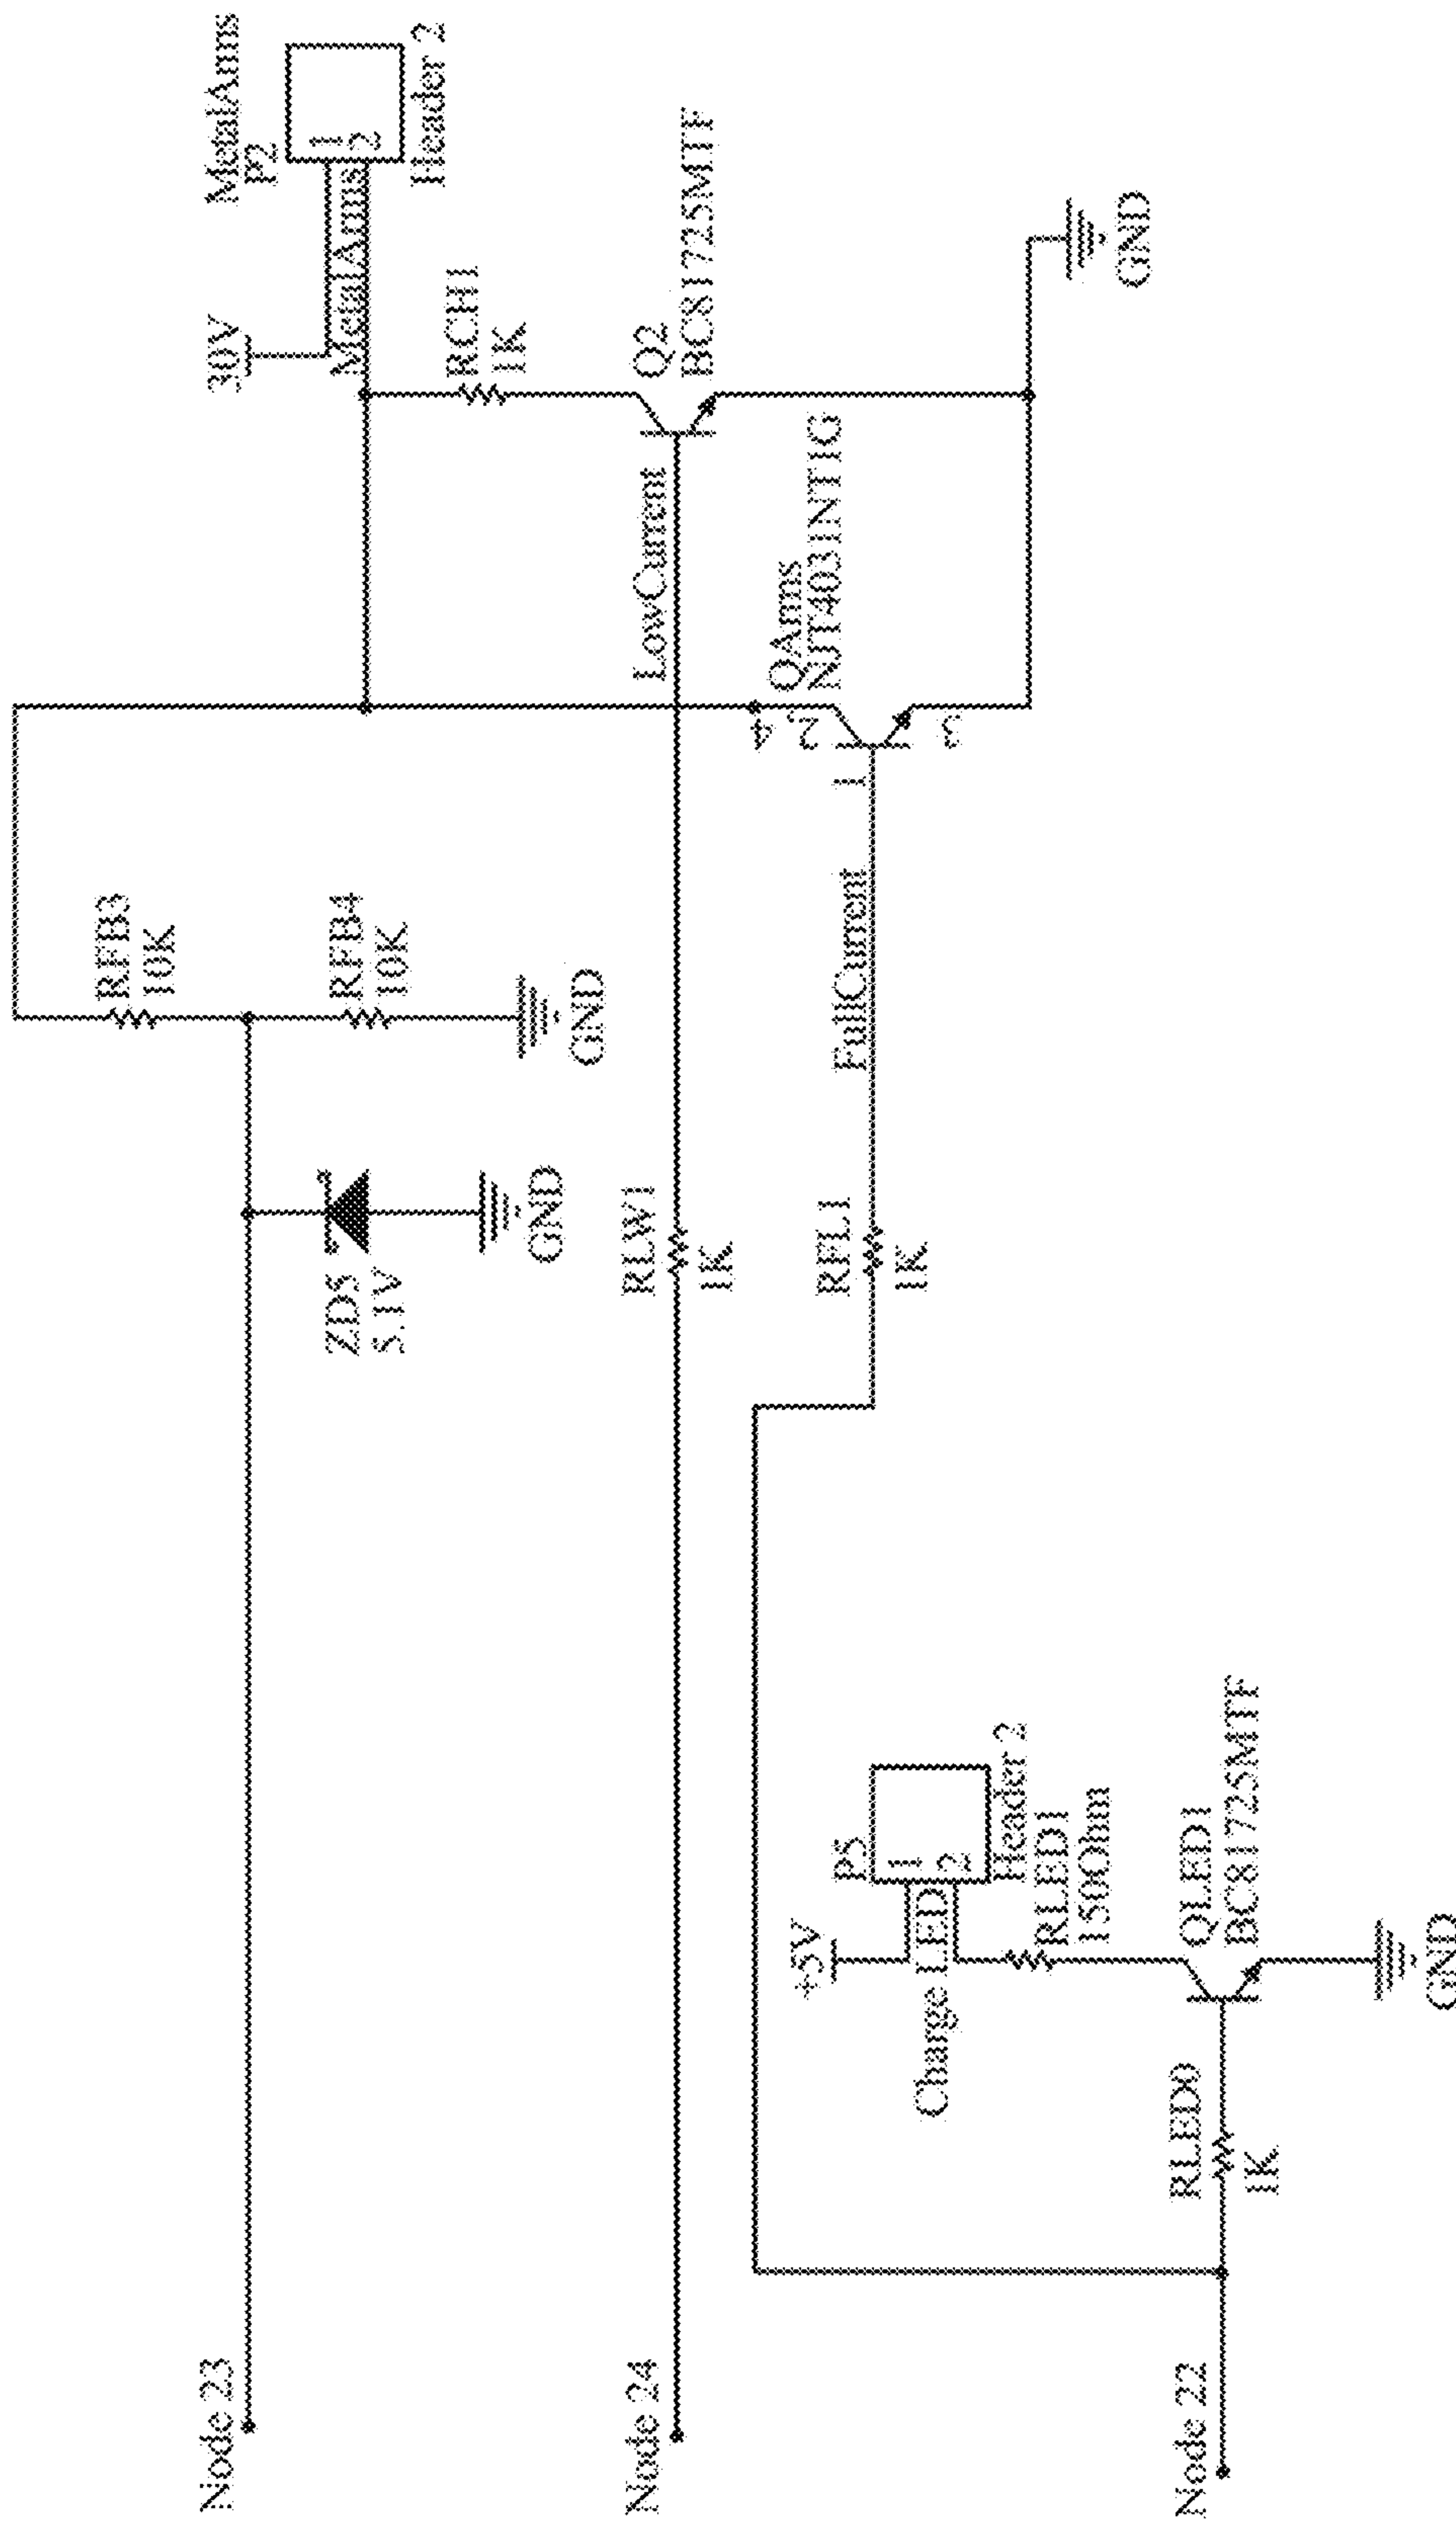 MetalArms
P2
1
2
Header 2
30V
MetalArms
RCH1
1K
Q2
BC81725MTF
GND
LowCurrent
QArms
NJT4031NT1G
2,4
3
1
FullCurrent
RFB3
10K
RFB4
10K
GND
ZD5
5.1V
GND
RLW1
1K
RFL1
1K
+5V
P5
1
2
Header 2
Charge LED
RLED1
150Ohm
QLED1
BC81725MTF
GND
RLED0
1K
Node 23
Node 24
Node 22